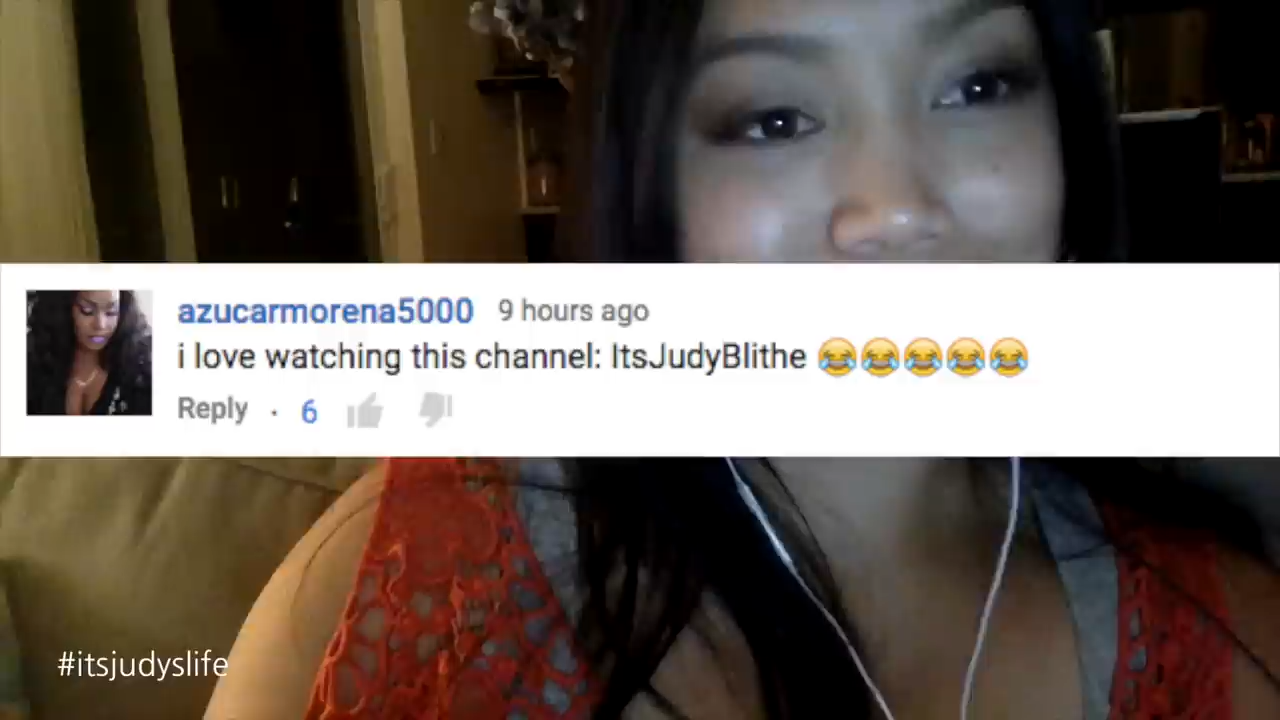 azucarmorena5000 9 hours ago
i love watching this channel: ItsJudyBlithe 😂😂😂😂😂
Reply · 6
#itsjudyslife